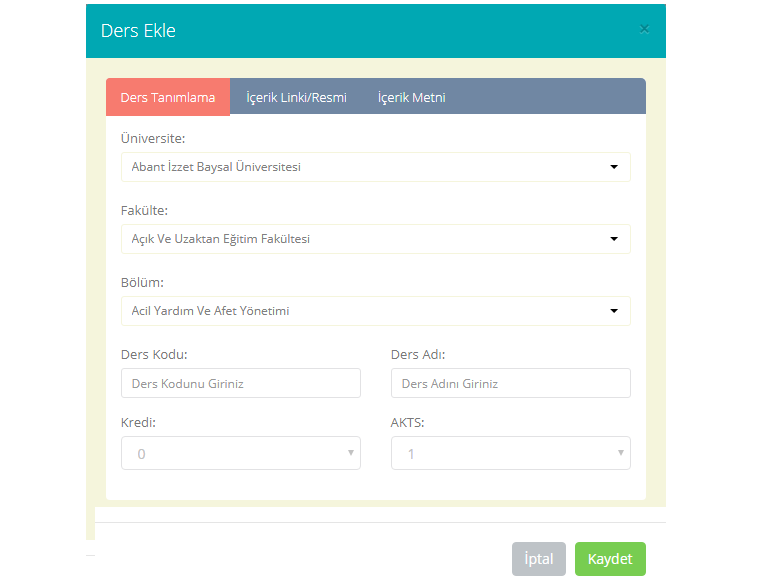 Ders Ekle ×
Ders Tanımlama İçerik Linki/Resmi İçerik Metni
Üniversite:
Abant İzzet Baysal Üniversitesi
Fakülte:
Açık Ve Uzaktan Eğitim Fakültesi
Bölüm:
Acil Yardım Ve Afet Yönetimi
Ders Kodu: Ders Adı:
Ders Kodunu Giriniz Ders Adını Giriniz
Kredi: AKTS:
0 1
İptal Kaydet